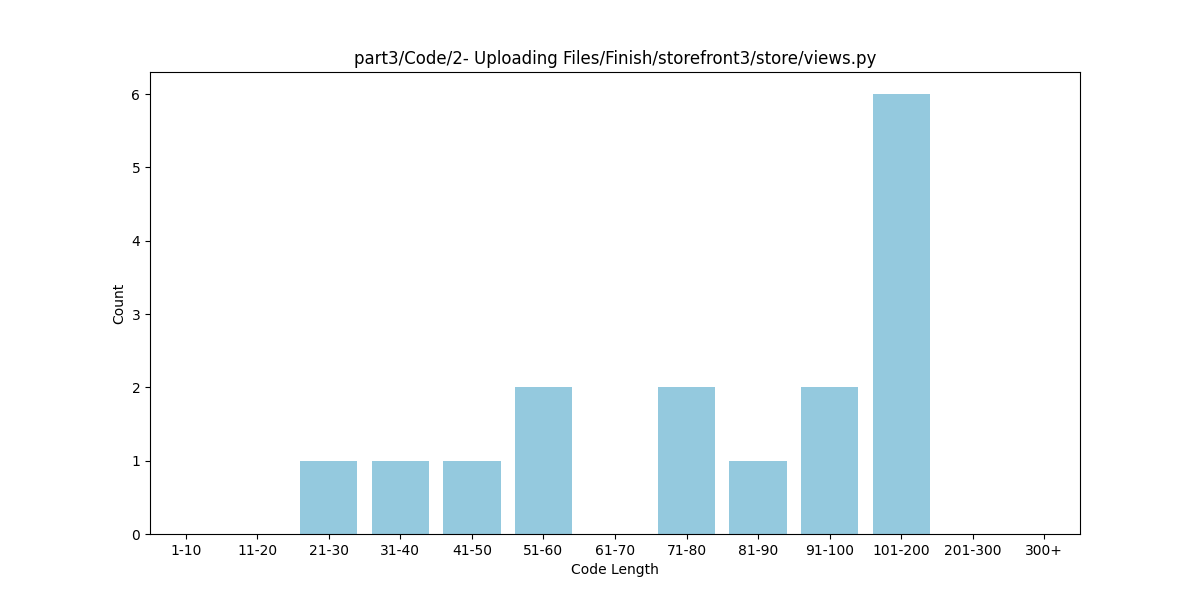 part3/Code/2- Uploading Files/Finish/storefront3/store/views.py
6
5
4
3
2
1
0
Count
1-10 11-20 21-30 31-40 41-50 51-60 61-70 71-80 81-90 91-100 101-200 201-300 300+
Code Length